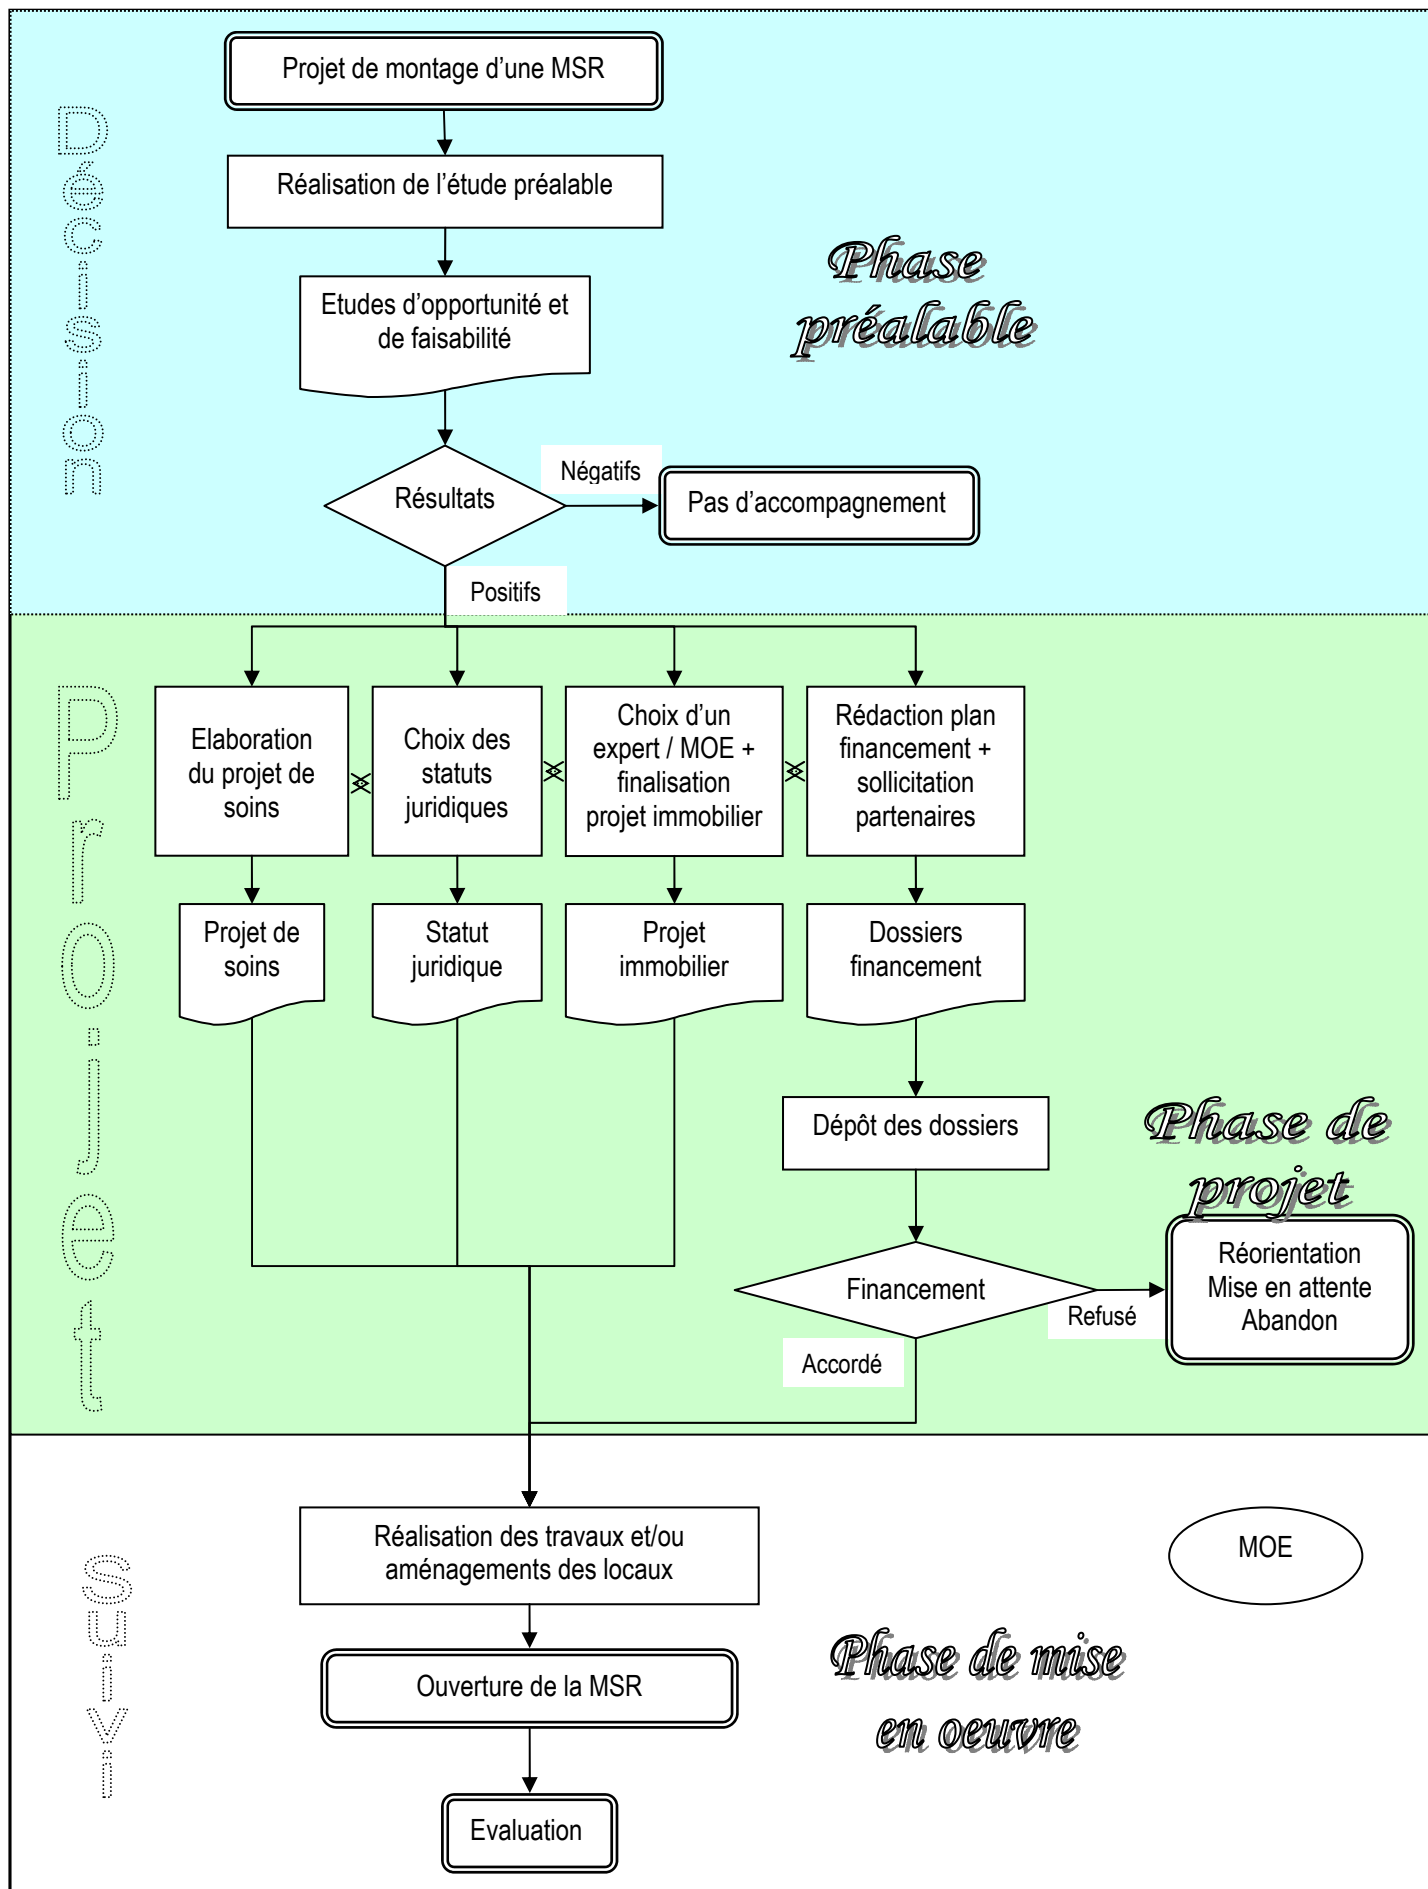 Projet de montage d'une MSR
Décision
Réalisation de l'étude préalable
Phase
préalable
Etudes d'opportunité et
de faisabilité
Négatifs
Résultats
Pas d'accompagnement
Positifs
Projet
Elaboration
du projet de
soins
Choix des
statuts
juridiques
Choix d'un
expert / MOE +
finalisation
projet immobilier
Rédaction plan
financement +
sollicitation
partenaires
Projet de
soins
Statut
juridique
Projet
immobilier
Dossiers
financement
Dépôt des dossiers
Phase de
projet
Financement
Refusé
Réorientation
Mise en attente
Abandon
Accordé
suivi
Réalisation des travaux et/ou
aménagements des locaux
MOE
Ouverture de la MSR
Phase de mise
en oeuvre
Evaluation